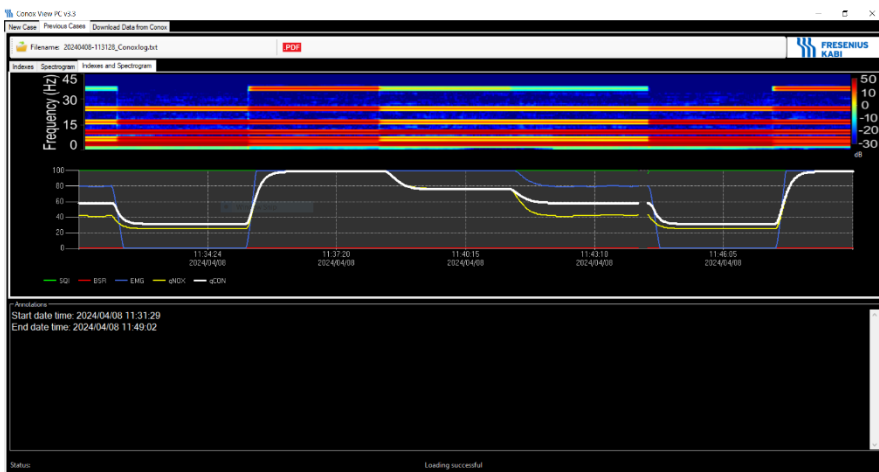 Conox View PC v3.3
New Case Previous Cases Download Data from Conox
Filename: 20240408-113128_Conoxlog.txt
.PDF
FRESENIUS
KABI
Indexes Spectrogram Indexes and Spectrogram
Frequency (Hz)
45
30
15
0
50
30
10
0
-10
-20
-30
dB
100
80
60
40
20
0
11:34:24
2024/04/08
11:37:20
2024/04/08
11:40:15
2024/04/08
11:43:10
2024/04/08
11:46:05
2024/04/08
SQI BSR EMG qNOX qCON
Annotations
Start date time: 2024/04/08 11:31:29
End date time: 2024/04/08 11:49:02
Status:
Loading successful